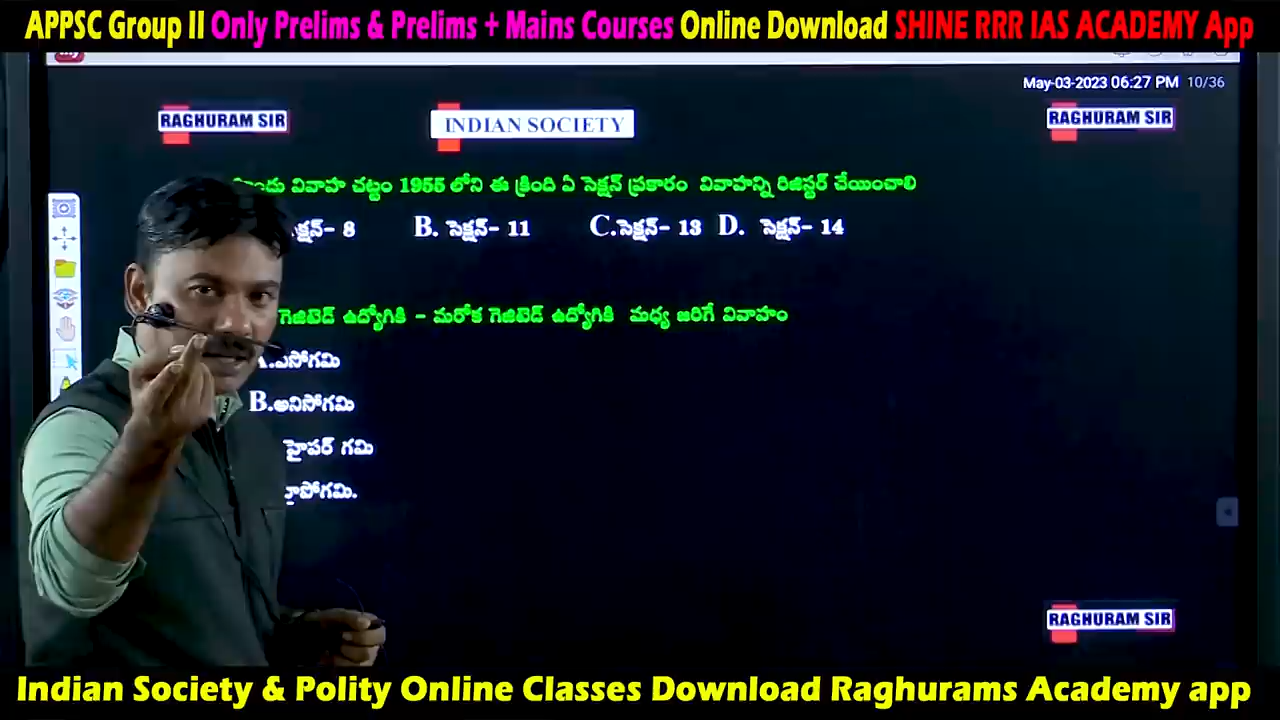 APPSC Group II Only Prelims & Prelims + Mains Courses Online Download SHINE RRR IAS ACADEMY App
May-03-2023 06:27 PM 10/36
RAGHURAM SIR
INDIAN SOCIETY
RAGHURAM SIR
వివాహ చట్టం 1955 లోని ఈ క్రింది ఏ సెక్షన్ ప్రకారం వివాహన్ని రిజిస్టర్ చేయించాలి
8 B. సెక్షన్- 11 C.సెక్షన్- 13 D. సెక్షన్- 14
గెజిటెడ్ ఉద్యోగికి - మరోక గెజిటెడ్ ఉద్యోగికి మధ్య జరిగే వివాహం
B.అనిసోగమి
హైపర్ గమి
RAGHURAM SIR
Indian Society & Polity Online Classes Download Raghurams Academy app